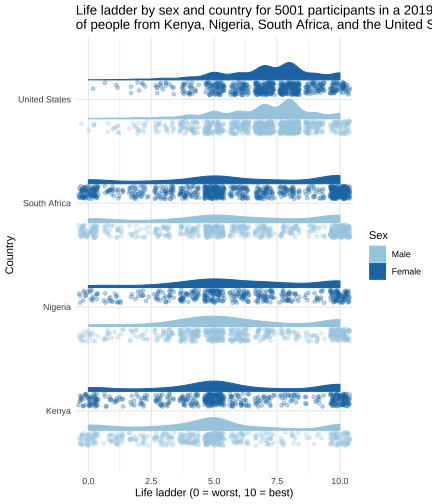 Life ladder by sex and country for 5001 participants in a 2019
of people from Kenya, Nigeria, South Africa, and the United S
United States
South Africa
Nigeria
Kenya
Country
Sex
Male
Female
0.0 2.5 5.0 7.5 10.0
Life ladder (0 = worst, 10 = best)